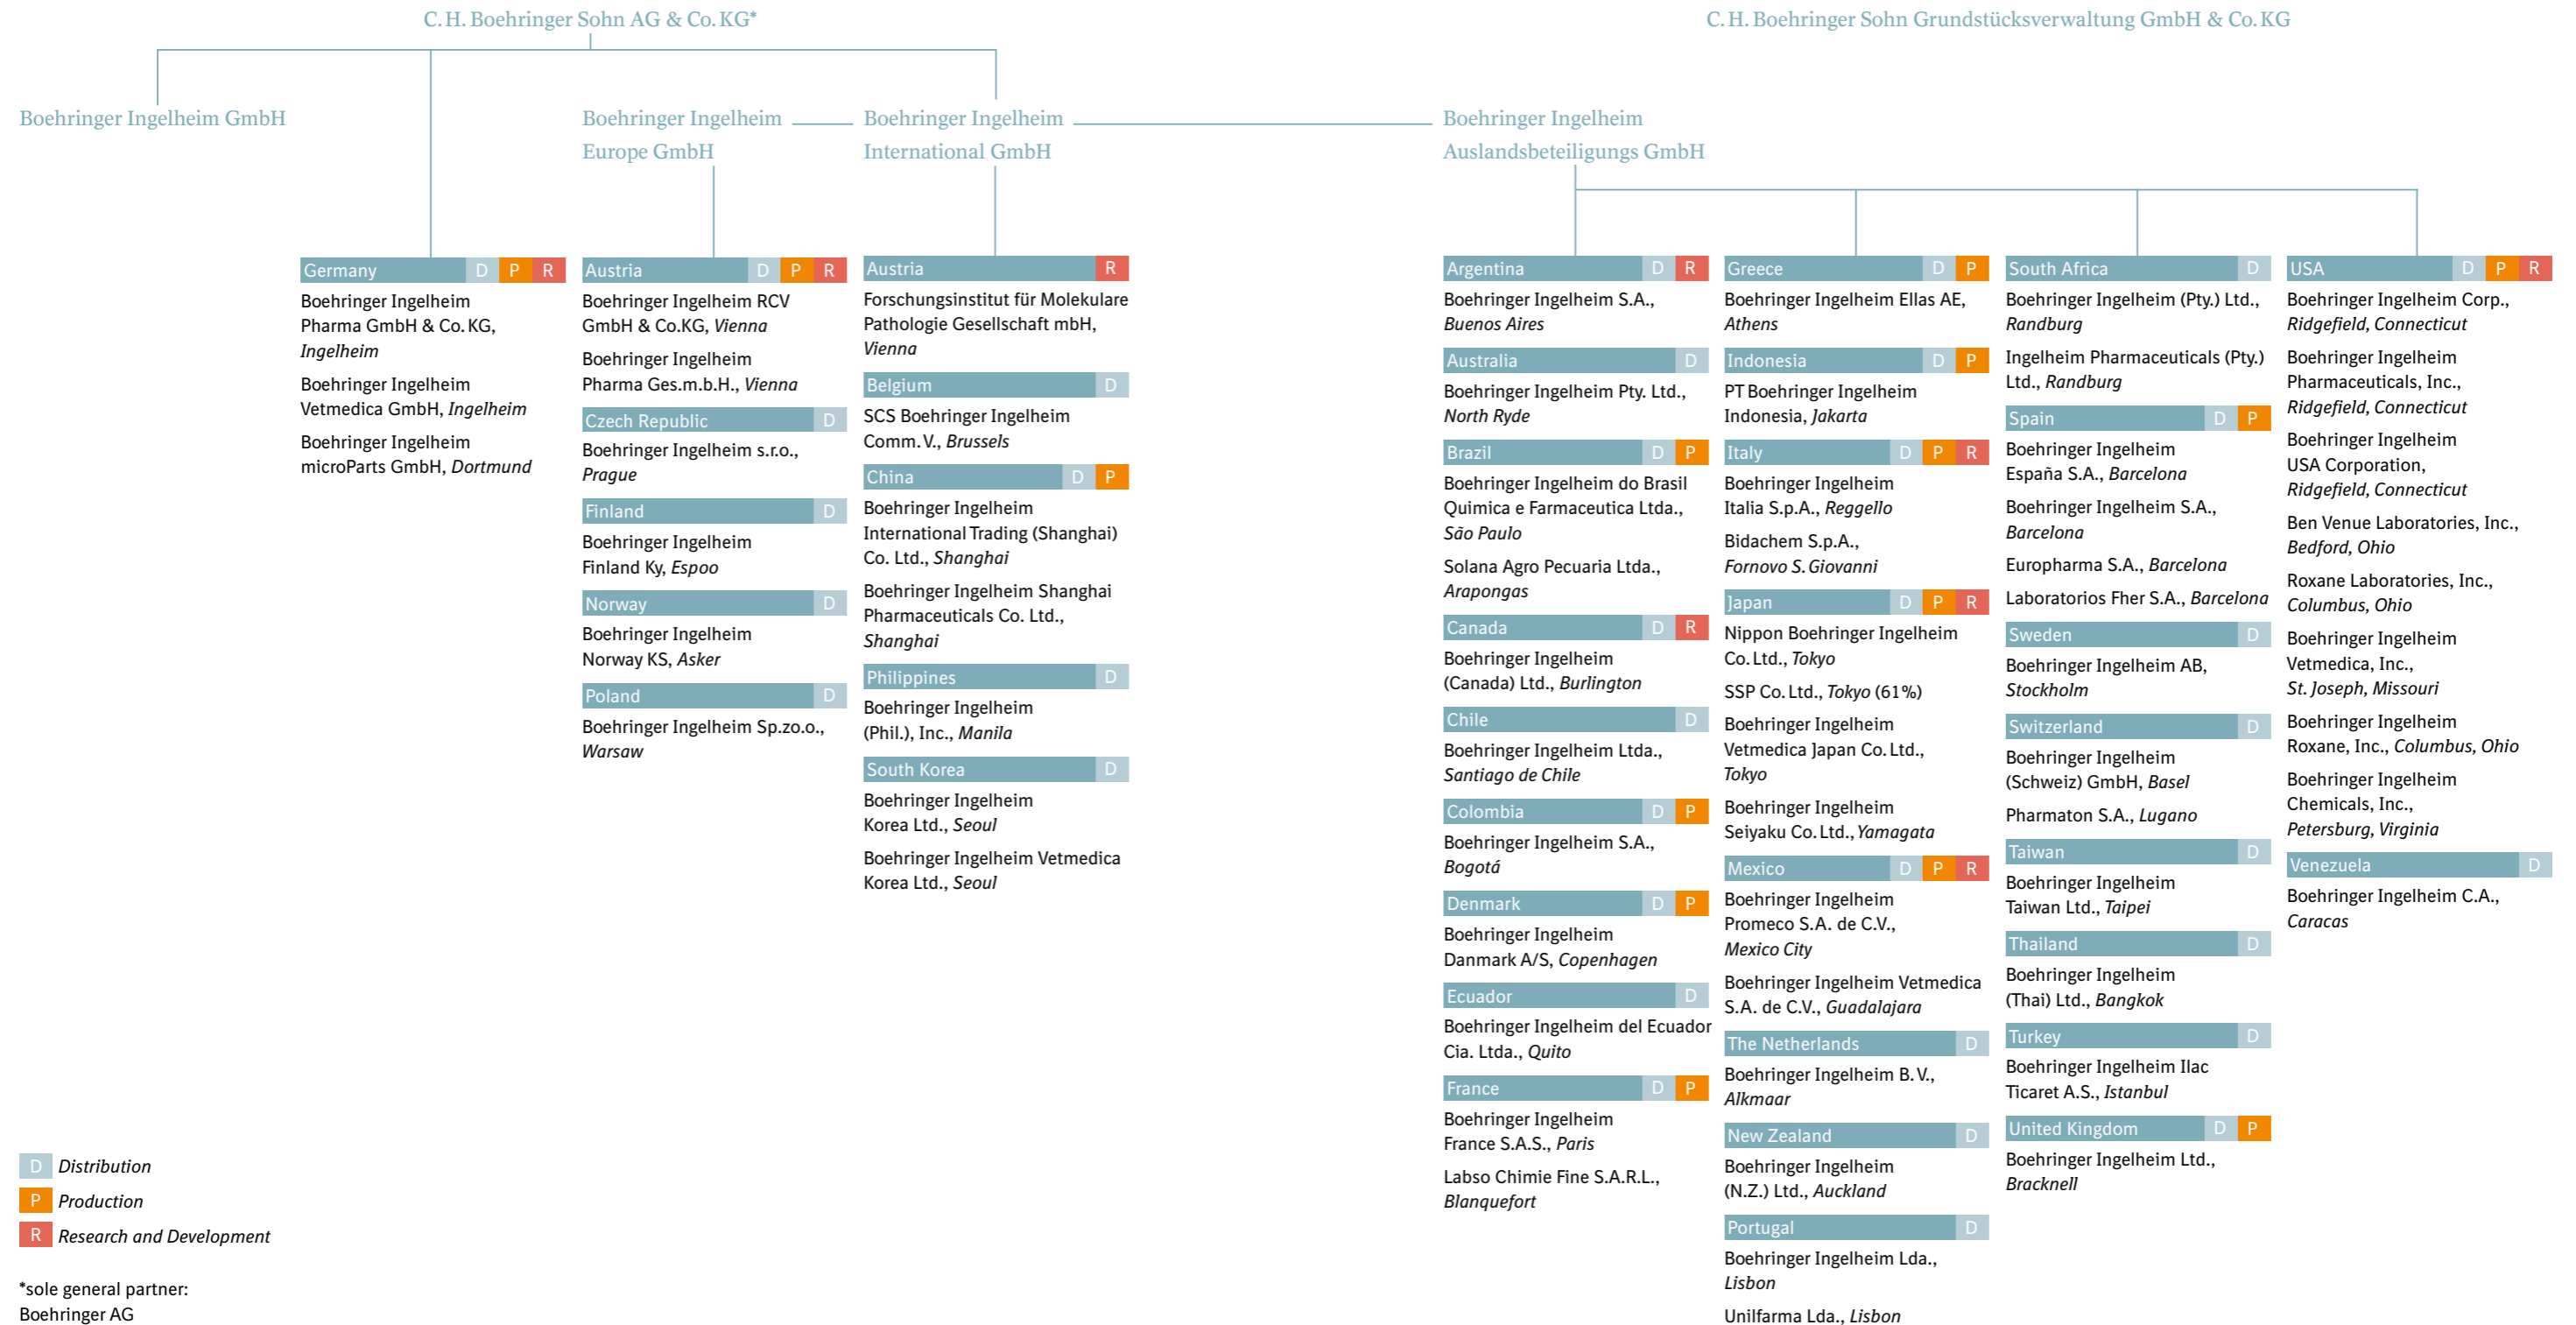 C. H. Boehringer Sohn AG & Co. KG*
C. H. Boehringer Sohn Grundstücksverwaltung GmbH & Co. KG
Boehringer Ingelheim GmbH
Boehringer Ingelheim
Europe GmbH
Boehringer Ingelheim
International GmbH
Boehringer Ingelheim
Auslandsbeteiligungs GmbH
Germany D P R
Boehringer Ingelheim
Pharma GmbH & Co. KG,
Ingelheim
Boehringer Ingelheim
Vetmedica GmbH, Ingelheim
Boehringer Ingelheim
microParts GmbH, Dortmund
Austria D P R
Boehringer Ingelheim RCV
GmbH & Co.KG, Vienna
Boehringer Ingelheim
Pharma Ges.m.b.H., Vienna
Czech Republic D
Boehringer Ingelheim s.r.o.,
Prague
Finland D
Boehringer Ingelheim
Finland Ky, Espoo
Norway D
Boehringer Ingelheim
Norway KS, Asker
Poland D
Boehringer Ingelheim Sp.zo.o.,
Warsaw
Austria R
Forschungsinstitut für Molekulare
Pathologie Gesellschaft mbH,
Vienna
Belgium D
SCS Boehringer Ingelheim
Comm. V., Brussels
China D P
Boehringer Ingelheim
International Trading (Shanghai)
Co. Ltd., Shanghai
Boehringer Ingelheim Shanghai
Pharmaceuticals Co. Ltd.,
Shanghai
Philippines D
Boehringer Ingelheim
(Phil.), Inc., Manila
South Korea D
Boehringer Ingelheim
Korea Ltd., Seoul
Boehringer Ingelheim Vetmedica
Korea Ltd., Seoul
Argentina D R
Boehringer Ingelheim S.A.,
Buenos Aires
Australia D
Boehringer Ingelheim Pty. Ltd.,
North Ryde
Brazil D P
Boehringer Ingelheim do Brasil
Quimica e Farmaceutica Ltda.,
São Paulo
Solana Agro Pecuaria Ltda.,
Arapongas
Canada D R
Boehringer Ingelheim
(Canada) Ltd., Burlington
Chile D
Boehringer Ingelheim Ltda.,
Santiago de Chile
Colombia D P
Boehringer Ingelheim S.A.,
Bogotá
Denmark D P
Boehringer Ingelheim
Danmark A/S, Copenhagen
Ecuador D
Boehringer Ingelheim del Ecuador
Cia. Ltda., Quito
France D P
Boehringer Ingelheim
France S.A.S., Paris
Labso Chimie Fine S.A.R.L.,
Blanquefort
Greece D P
Boehringer Ingelheim Ellas AE,
Athens
Indonesia D P
PT Boehringer Ingelheim
Indonesia, Jakarta
Italy D P R
Boehringer Ingelheim
Italia S.p.A., Reggello
Bidachem S.p.A.,
Fornovo S. Giovanni
Japan D P R
Nippon Boehringer Ingelheim
Co. Ltd., Tokyo
SSP Co. Ltd., Tokyo (61%)
Boehringer Ingelheim
Vetmedica Japan Co. Ltd.,
Tokyo
Boehringer Ingelheim
Seiyaku Co. Ltd., Yamagata
Mexico D P R
Boehringer Ingelheim
Promeco S.A. de C.V.,
Mexico City
Boehringer Ingelheim Vetmedica
S.A. de C.V., Guadalajara
The Netherlands D
Boehringer Ingelheim B. V.,
Alkmaar
New Zealand D
Boehringer Ingelheim
(N.Z.) Ltd., Auckland
Portugal D
Boehringer Ingelheim Lda.,
Lisbon
Unilfarma Lda., Lisbon
South Africa D
Boehringer Ingelheim (Pty.) Ltd.,
Randburg
Ingelheim Pharmaceuticals (Pty.)
Ltd., Randburg
Spain D P
Boehringer Ingelheim
España S.A., Barcelona
Boehringer Ingelheim S.A.,
Barcelona
Europharma S.A., Barcelona
Laboratorios Fher S.A., Barcelona
Sweden D
Boehringer Ingelheim AB,
Stockholm
Switzerland D
Boehringer Ingelheim
(Schweiz) GmbH, Basel
Pharmaton S.A., Lugano
Taiwan D
Boehringer Ingelheim
Taiwan Ltd., Taipei
Thailand D
Boehringer Ingelheim
(Thai) Ltd., Bangkok
Turkey D
Boehringer Ingelheim Ilac
Ticaret A.S., Istanbul
United Kingdom D P
Boehringer Ingelheim Ltd.,
Bracknell
USA D P R
Boehringer Ingelheim Corp.,
Ridgefield, Connecticut
Boehringer Ingelheim
Pharmaceuticals, Inc.,
Ridgefield, Connecticut
Boehringer Ingelheim
USA Corporation,
Ridgefield, Connecticut
Ben Venue Laboratories, Inc.,
Bedford, Ohio
Roxane Laboratories, Inc.,
Columbus, Ohio
Boehringer Ingelheim
Vetmedica, Inc.,
St. Joseph, Missouri
Boehringer Ingelheim
Roxane, Inc., Columbus, Ohio
Boehringer Ingelheim
Chemicals, Inc.,
Petersburg, Virginia
Venezuela D
Boehringer Ingelheim C.A.,
Caracas
D Distribution
P Production
R Research and Development
*sole general partner:
Boehringer AG